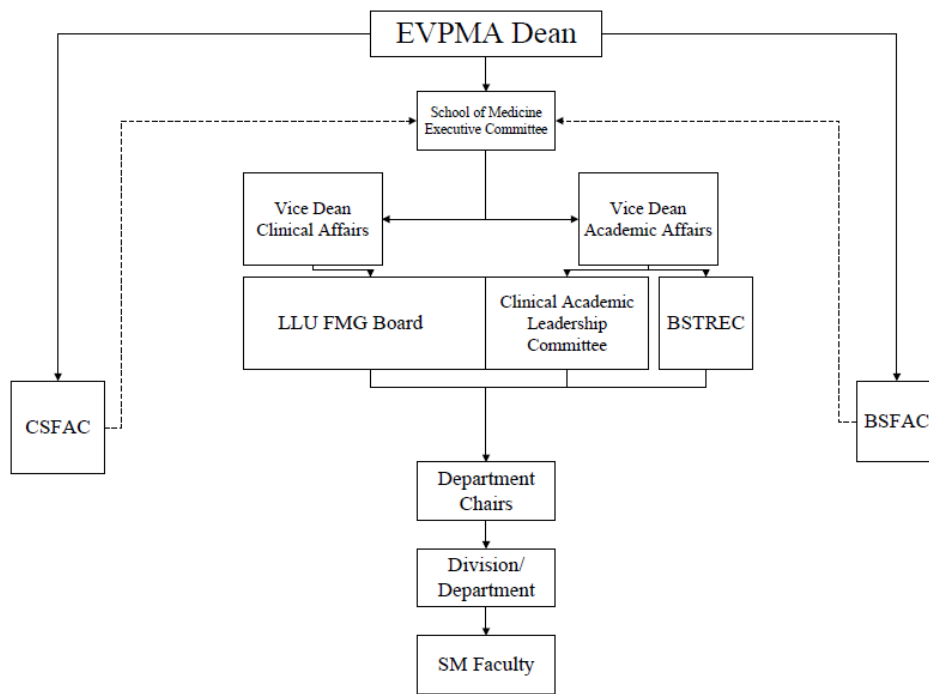 EVPMA Dean
School of Medicine
Executive Committee
Vice Dean
Clinical Affairs
Vice Dean
Academic Affairs
LLU FMG Board
Clinical Academic
Leadership
Committee
BSTREC
CSFAC
BSFAC
Department
Chairs
Division/
Department
SM Faculty